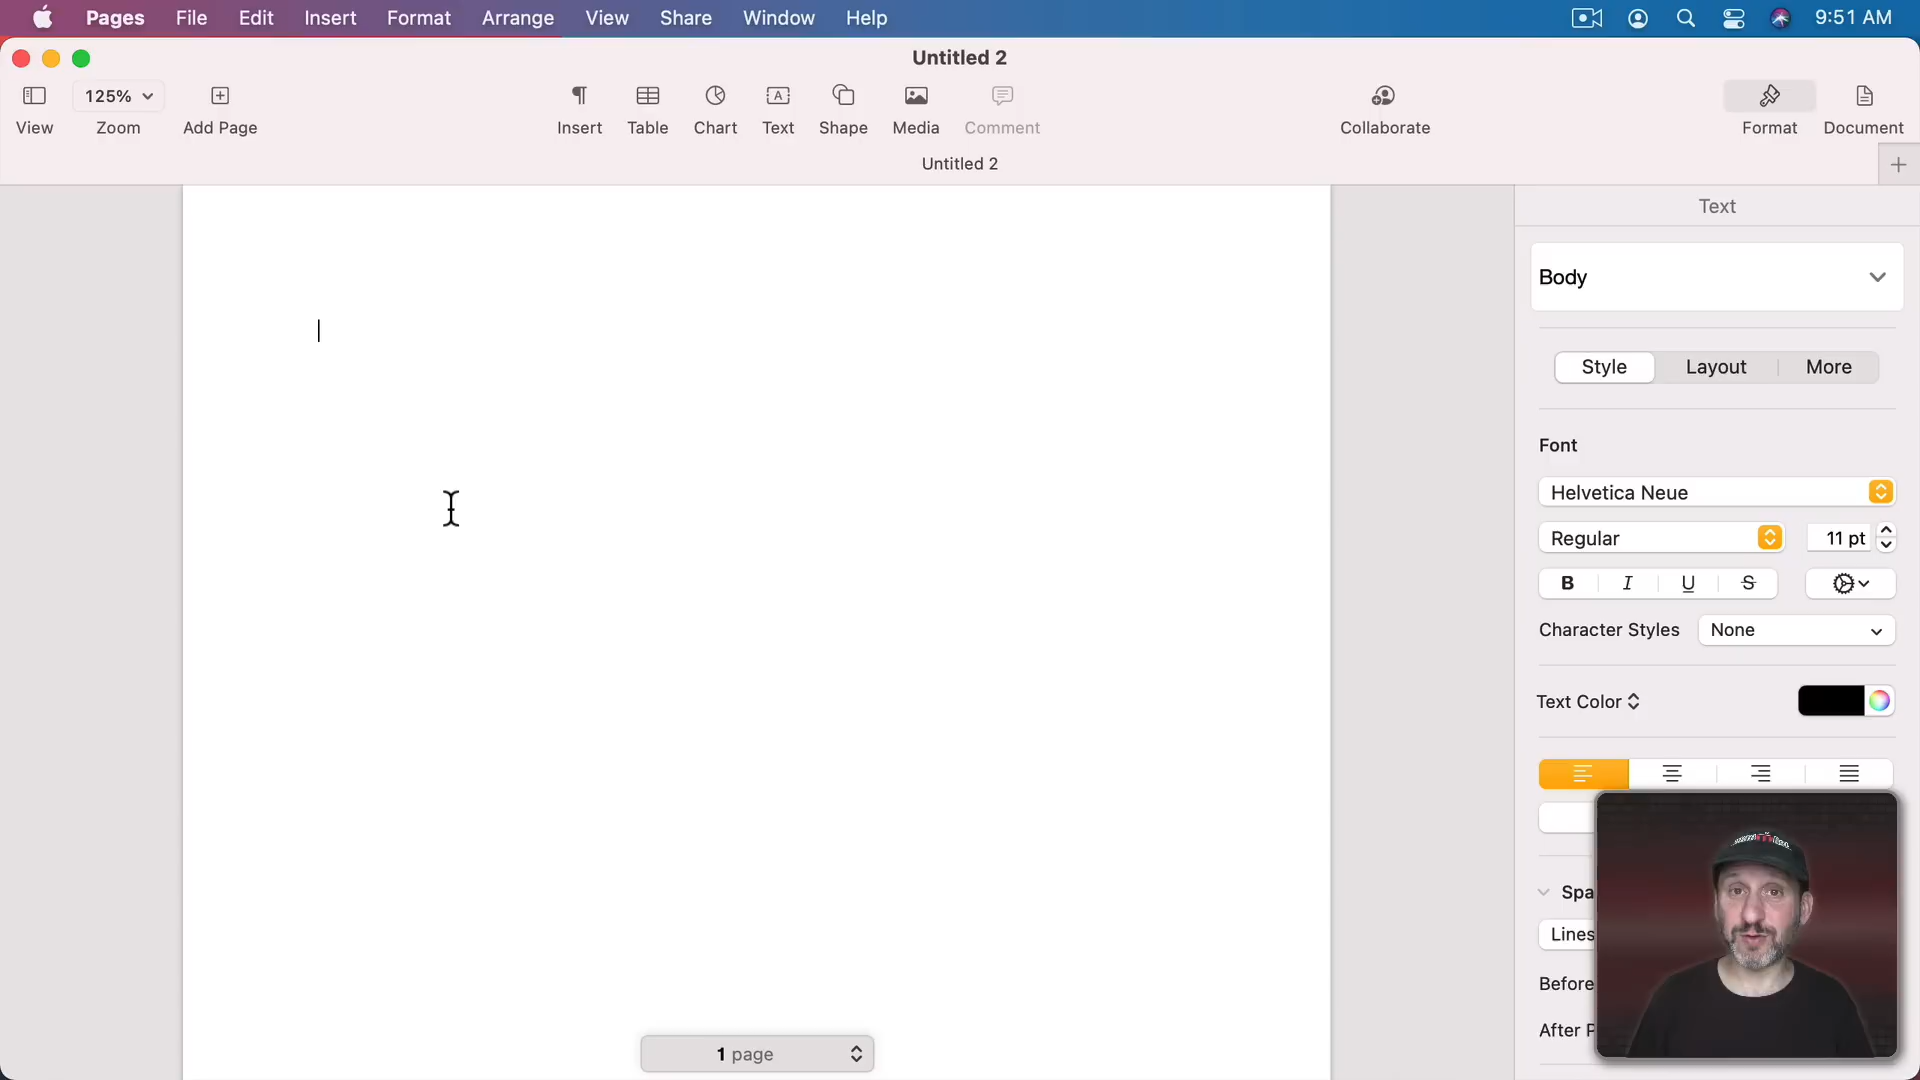 Pages File Edit Insert Format Arrange View Share Window Help 9:51 AM
Untitled 2
125%
View Zoom Add Page Insert Table Chart Text Shape Media Comment Collaborate Format Document
Untitled 2
Text
Body
Style Layout More
Font
Helvetica Neue
Regular 11 pt
B I U S
Character Styles None
Text Color
Spa
Lines
Before
After P
1 page